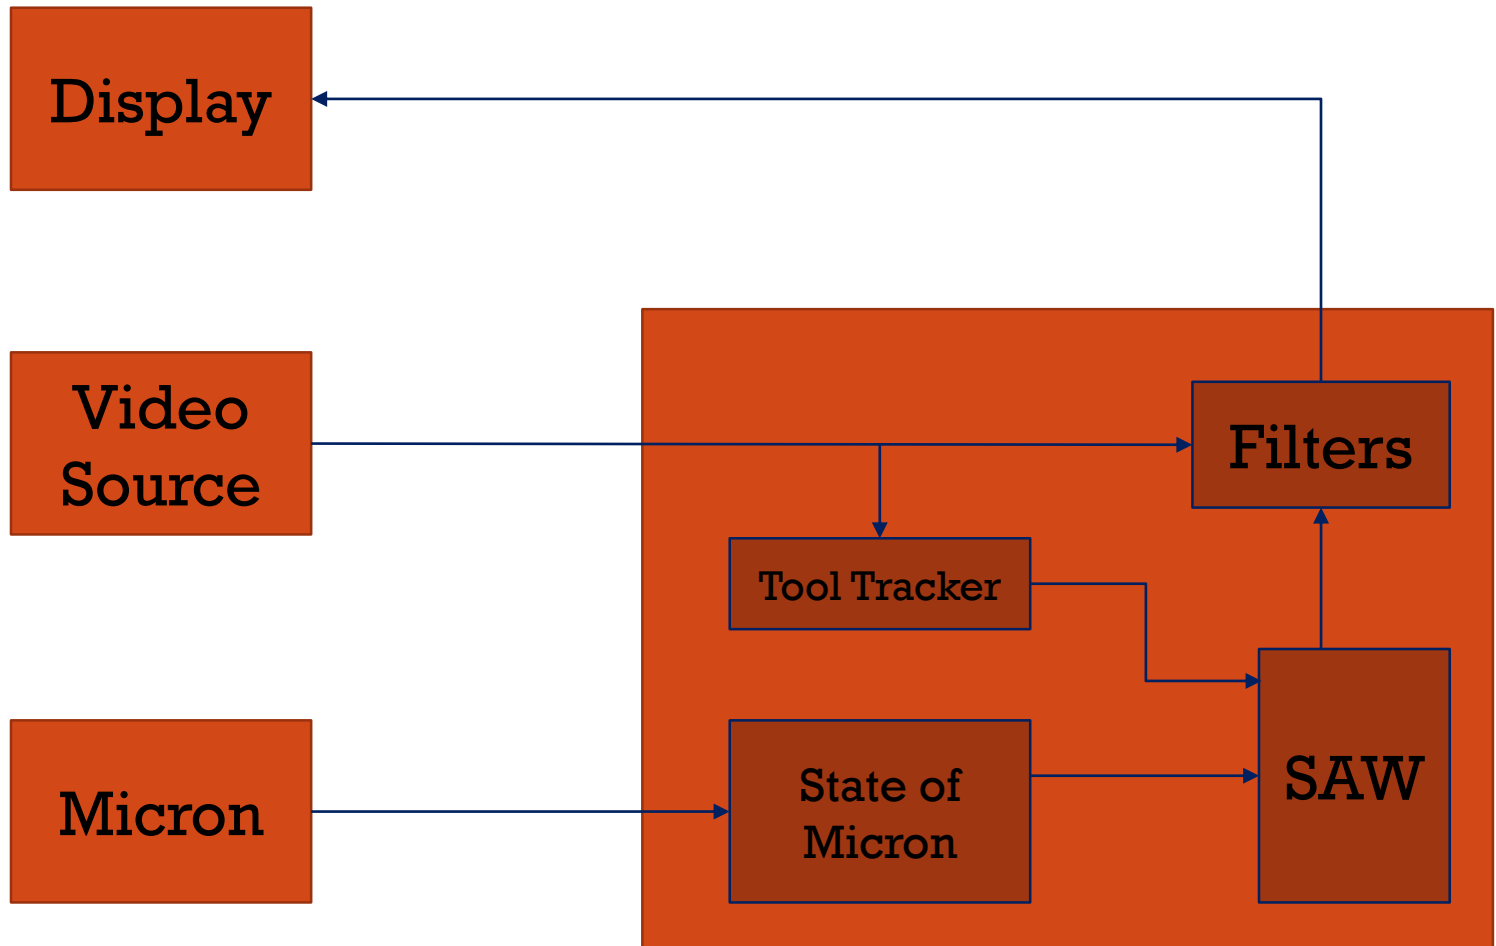 Display
Video
Source
Filters
Tool Tracker
State of
Micron
SAW
Micron